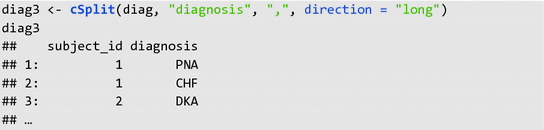 diag3 <- cSplit(diag, "diagnosis", ",", direction = "long")
diag3
##    subject_id diagnosis
## 1:          1       PNA
## 2:          1       CHF
## 3:          2       DKA
## …